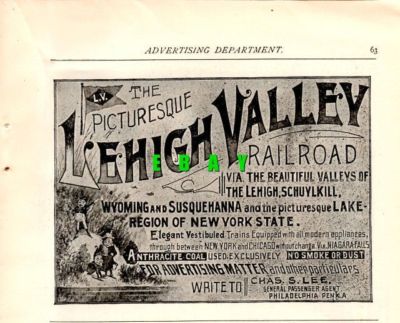 ADVERTISING DEPARTMENT. 63
L.V.
THE
PICTURESQUE
LEHIGH VALLEY
RAILROAD
EBAY
VIA. THE BEAUTIFUL VALLEYS OF
THE LEHIGH, SCHUYLKILL,
WYOMING AND SUSQUEHANNA and the picturesque LAKE-
REGION OF NEW YORK STATE.
Elegant Vestibuled Trains Equipped with all modern appliances,
through between NEW YORK and CHICAGO without change. Via. NIAGARA FALLS
ANTHRACITE COAL USED EXCLUSIVELY. NO SMOKE OR DUST
FOR ADVERTISING MATTER and other particulars
WRITE TO CHAS. S. LEE.
GENERAL PASSENGER AGENT
PHILADELPHIA PENNA